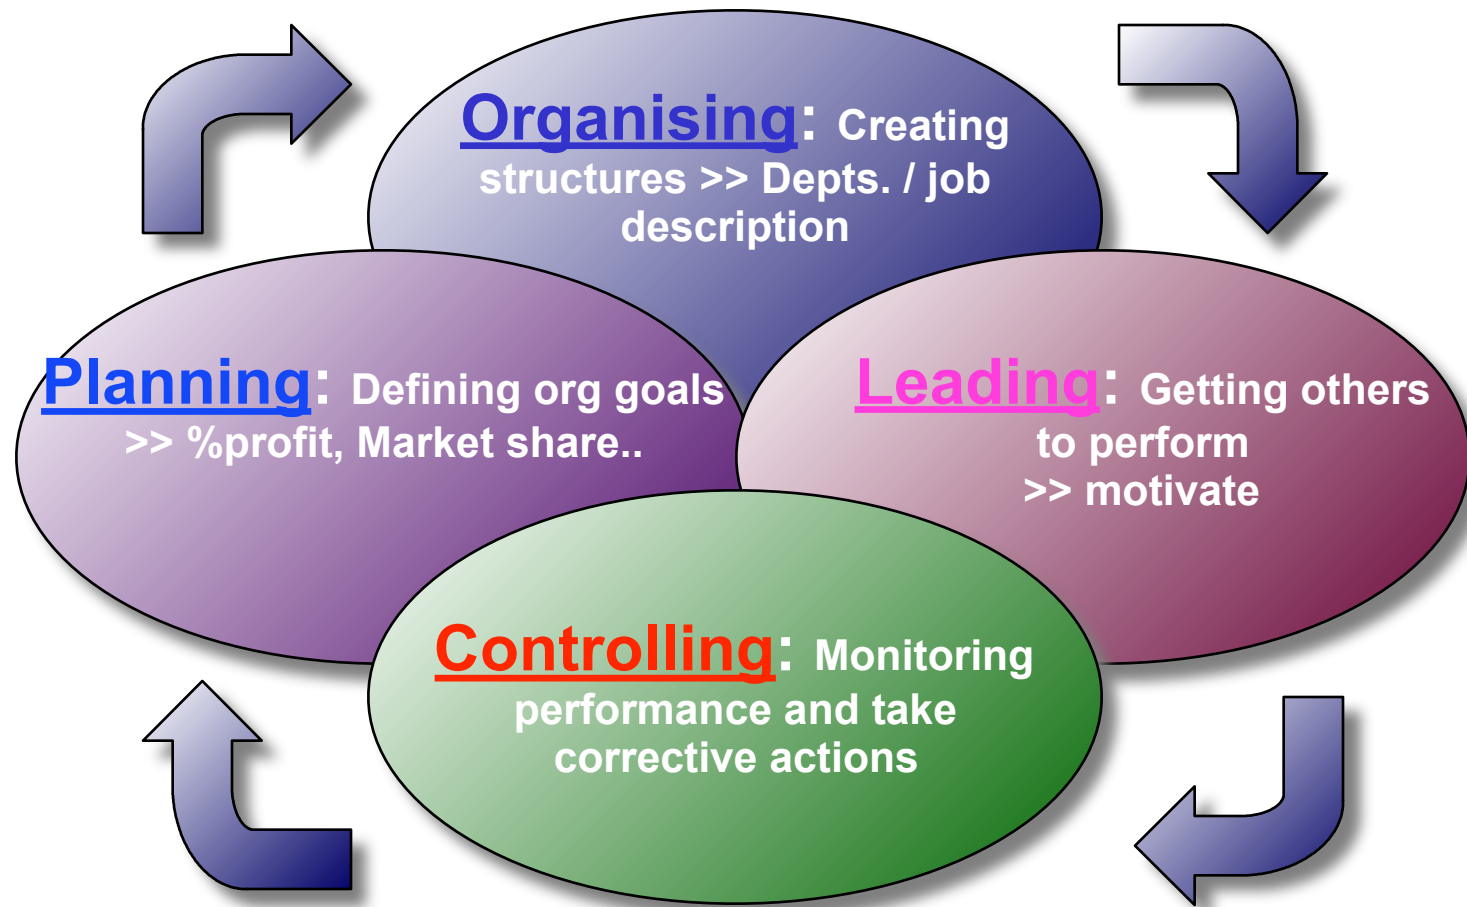 Organising: Creating
structures >> Depts. / job
description
Planning: Defining org goals
>> %profit, Market share..
Leading: Getting others
to perform
>> motivate
Controlling: Monitoring
performance and take
corrective actions